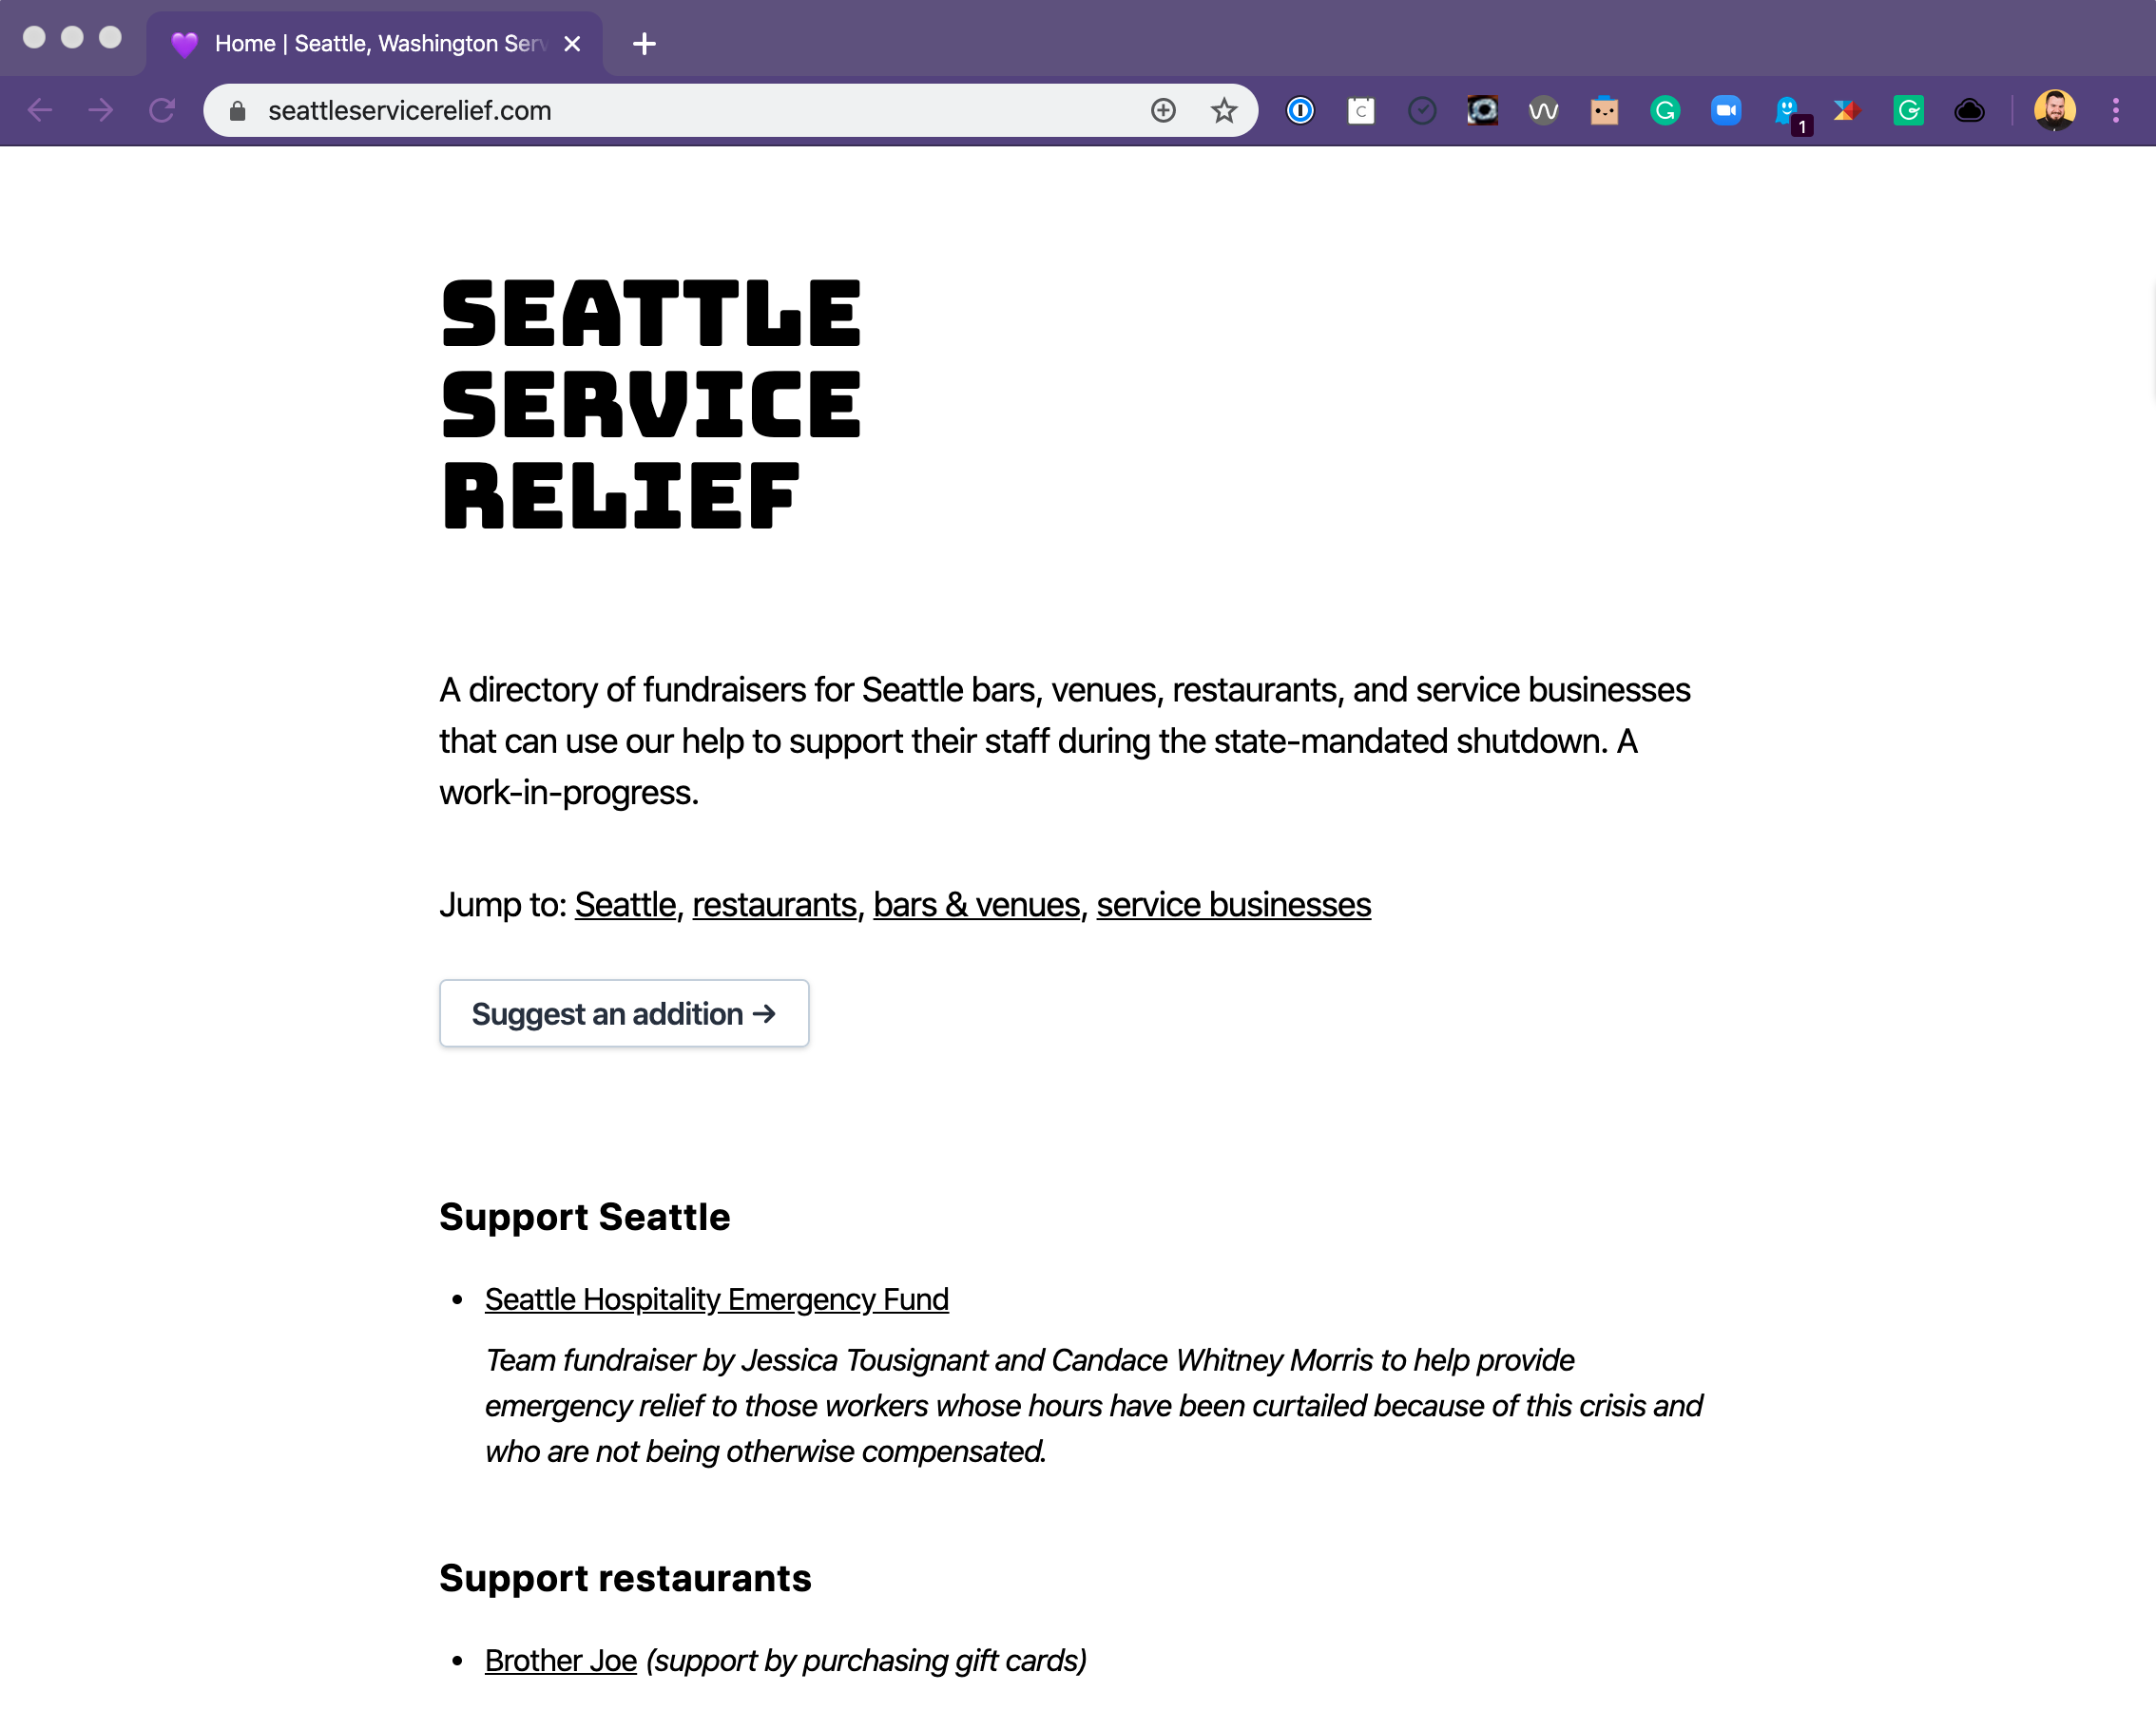 Home | Seattle, Washington Serv
seattleservicerelief.com
1
SEATTLE
SERVICE
RELIEF
A directory of fundraisers for Seattle bars, venues, restaurants, and service businesses
that can use our help to support their staff during the state-mandated shutdown. A
work-in-progress.
Jump to: Seattle, restaurants, bars & venues, service businesses
Suggest an addition →
Support Seattle
• Seattle Hospitality Emergency Fund
Team fundraiser by Jessica Tousignant and Candace Whitney Morris to help provide
emergency relief to those workers whose hours have been curtailed because of this crisis and
who are not being otherwise compensated.
Support restaurants
• Brother Joe (support by purchasing gift cards)